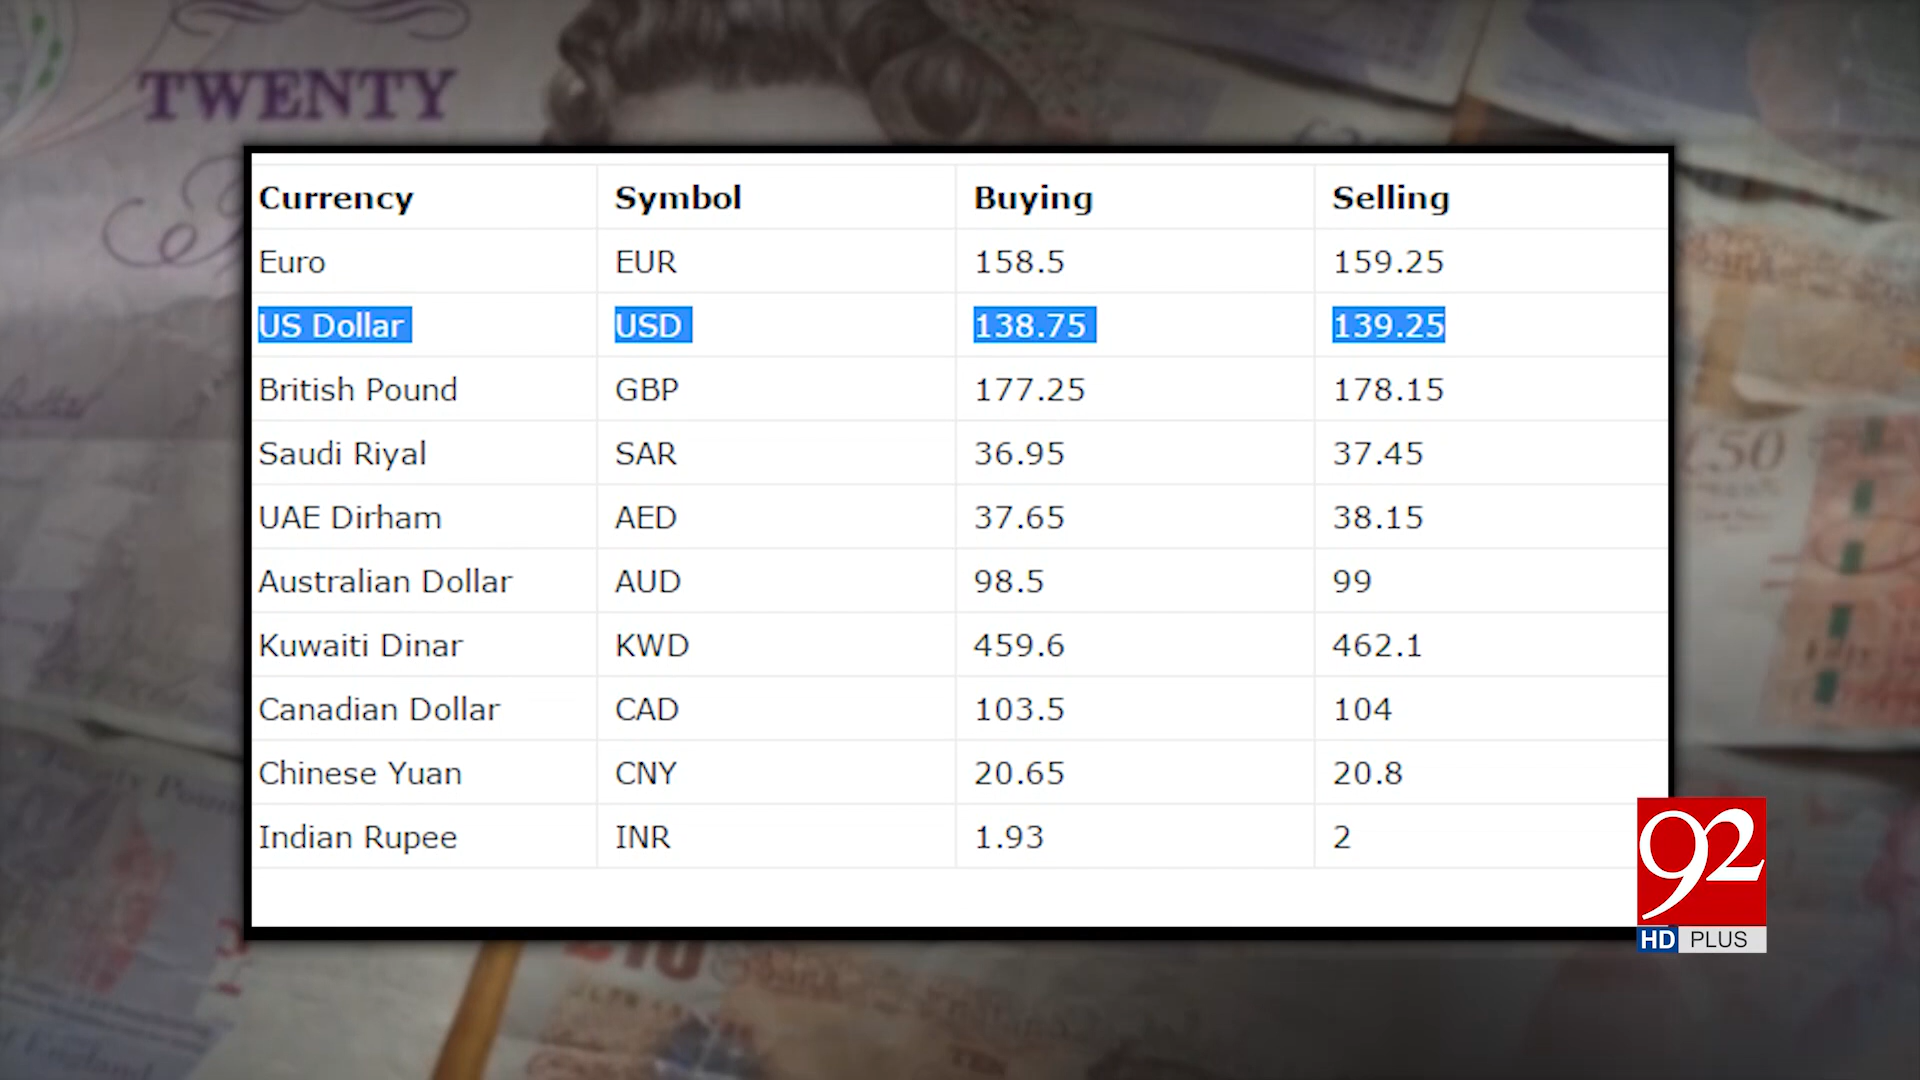 TWENTY
Currency Symbol Buying Selling
Euro EUR 158.5 159.25
US Dollar USD 138.75 139.25
British Pound GBP 177.25 178.15
Saudi Riyal SAR 36.95 37.45
£50
UAE Dirham AED 37.65 38.15
Australian Dollar AUD 98.5 99
Kuwaiti Dinar KWD 459.6 462.1
Canadian Dollar CAD 103.5 104
Chinese Yuan CNY 20.65 20.8
Indian Rupee INR 1.93 2
92
HD PLUS